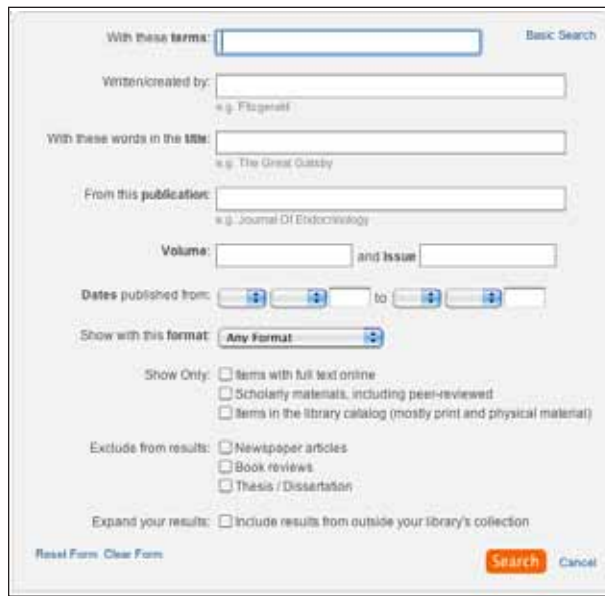 With these terms: Basic Search
Written/created by:
e.g. Fitzgerald
With these words in the title:
e.g. The Great Gatsby
From this publication:
e.g. Journal Of Endocrinology
Volume: and Issue
Dates published from: to
Show with this format: Any Format
Show Only: Items with full text online
Scholarly materials, including peer-reviewed
Items in the library catalog (mostly print and physical material)
Exclude from results: Newspaper articles
Book reviews
Thesis / Dissertation
Expand your results: Include results from outside your library's collection
Reset Form Clear Form Search Cancel